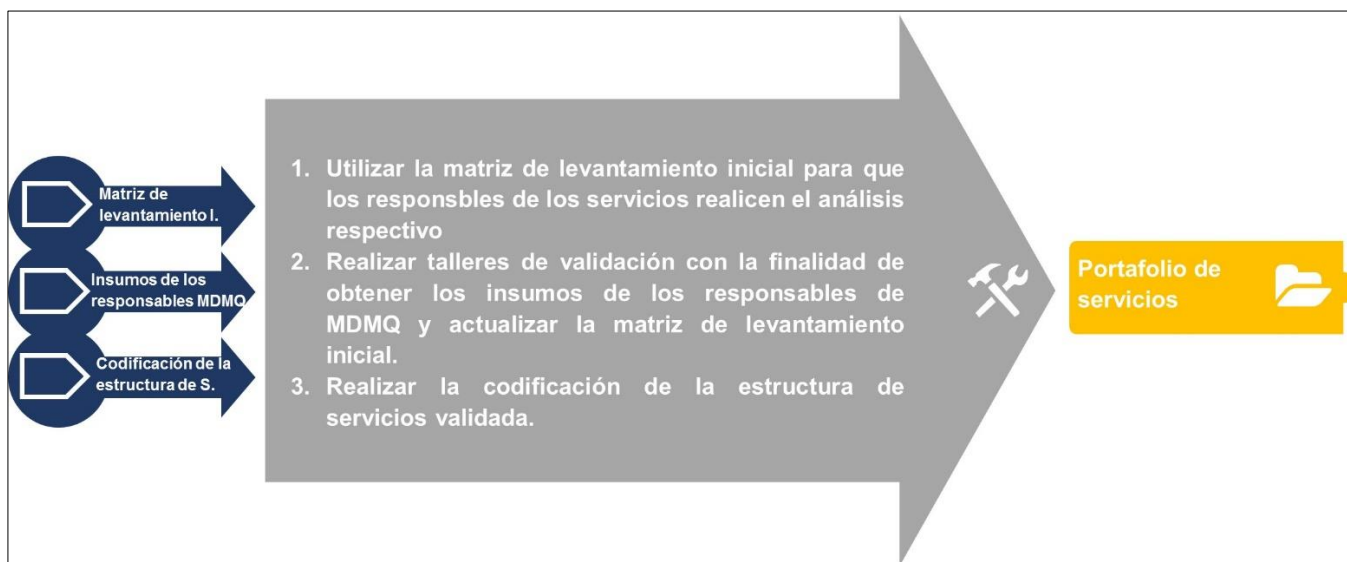 Matriz de
levantamiento I.
Insumos de los
responsables MDMQ
Codificación de la
estructura de S.
1. Utilizar la matriz de levantamiento inicial para que
los responsbles de los servicios realicen el análisis
respectivo
2. Realizar talleres de validación con la finalidad de
obtener los insumos de los responsables de
MDMQ y actualizar la matriz de levantamiento
inicial.
3. Realizar la codificación de la estructura de
servicios validada.
Portafolio de
servicios